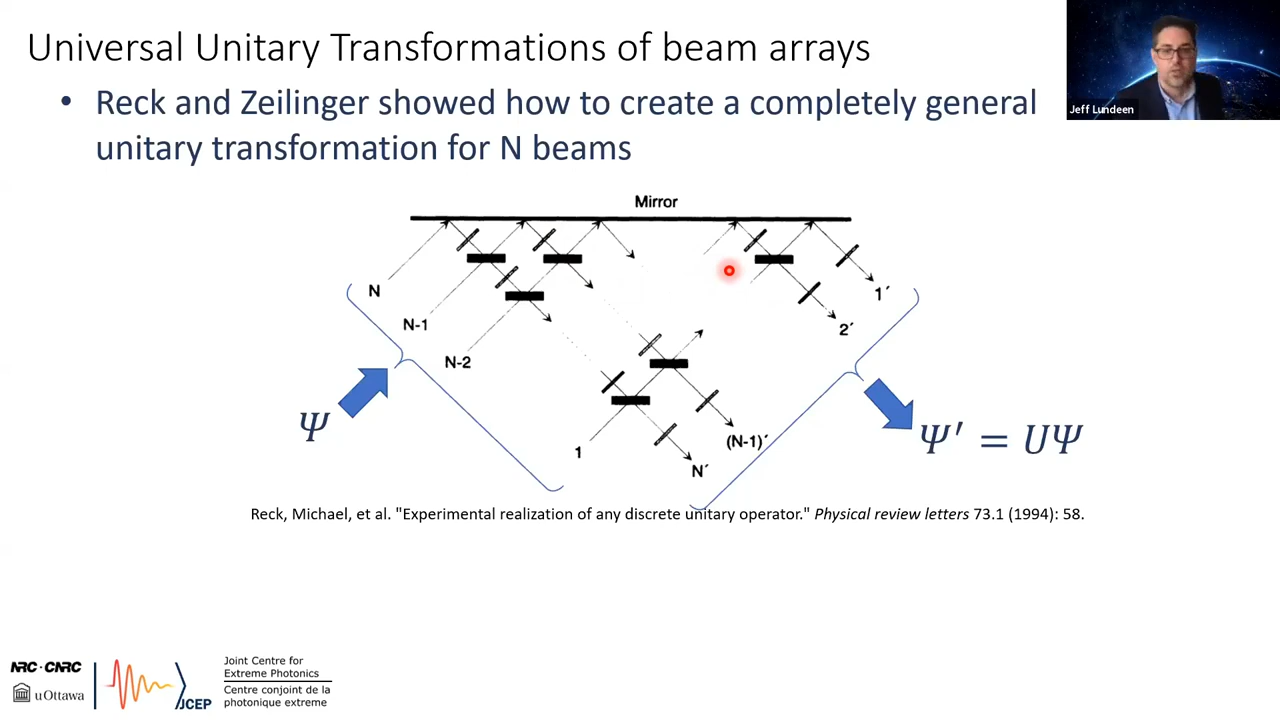 Universal Unitary Transformations of beam arrays
Jeff Lundeen
• Reck and Zeilinger showed how to create a completely general
unitary transformation for N beams
Mirror
N
N-1
N-2
1
1´
2´
(N-1)´
N´
Ψ
Ψ′ = UΨ
Reck, Michael, et al. "Experimental realization of any discrete unitary operator." Physical review letters 73.1 (1994): 58.
NRC·CNRC
uOttawa
JCEP
Joint Centre for
Extreme Photonics
Centre conjoint de la
photonique extreme